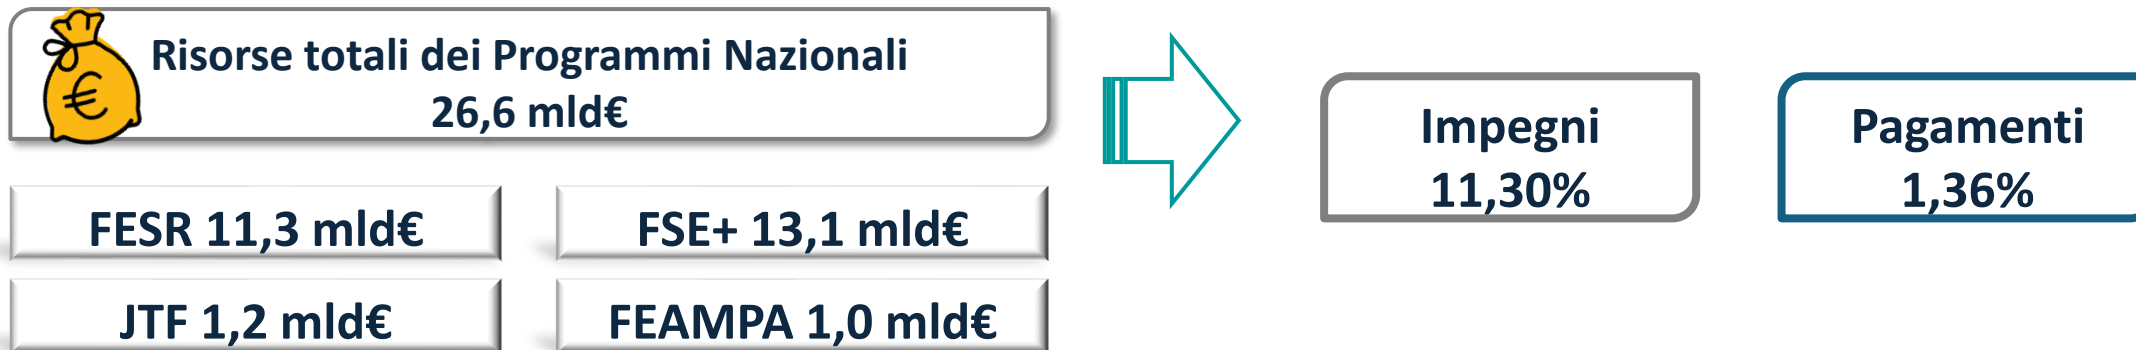 Risorse totali dei Programmi Nazionali
26,6 mld€
FESR 11,3 mld€
FSE+ 13,1 mld€
JTF 1,2 mld€
FEAMPA 1,0 mld€
Impegni
11,30%
Pagamenti
1,36%